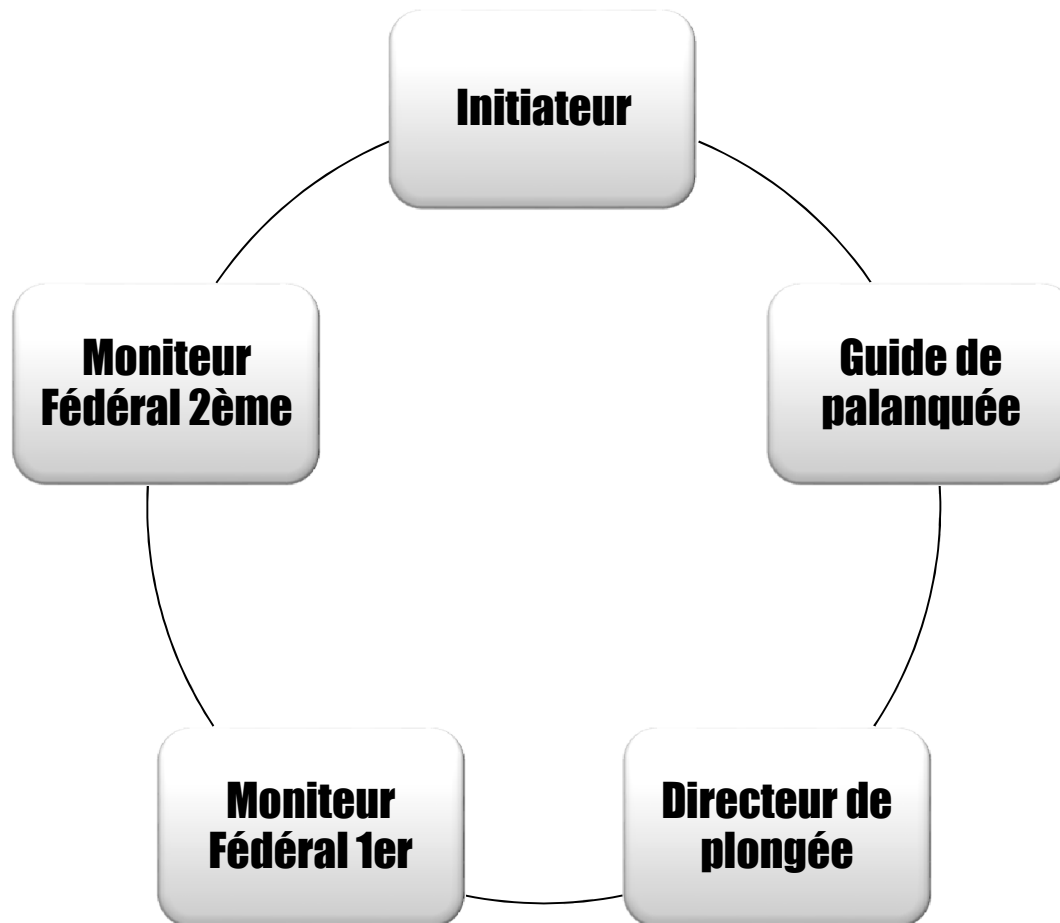 Initiateur
Moniteur
Fédéral 2ème
Guide de
palanquée
Moniteur
Fédéral 1er
Directeur de
plongée